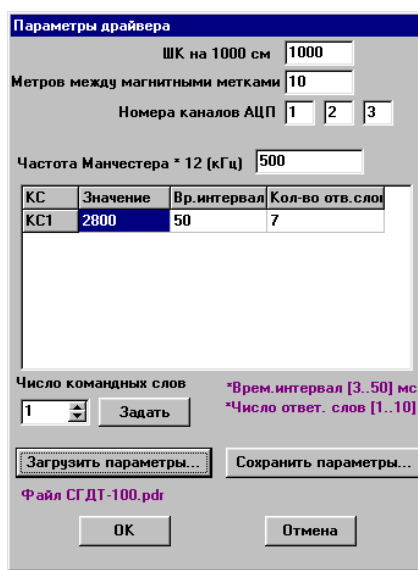 Параметры драйвера
ШК на 1000 см 1000
Метров между магнитными метками 10
Номера каналов АЦП 1 2 3
Частота Манчестера * 12 (кГц) 500
КС Значение Вр.интервал Кол-во отв.слов
КС1 2800 50 7
Число командных слов
*Врем.интервал [3..50] мс
1 Задать
*Число ответ. слов [1..10]
Загрузить параметры... Сохранить параметры...
Файл СГДТ-100.pdr
OK Отмена